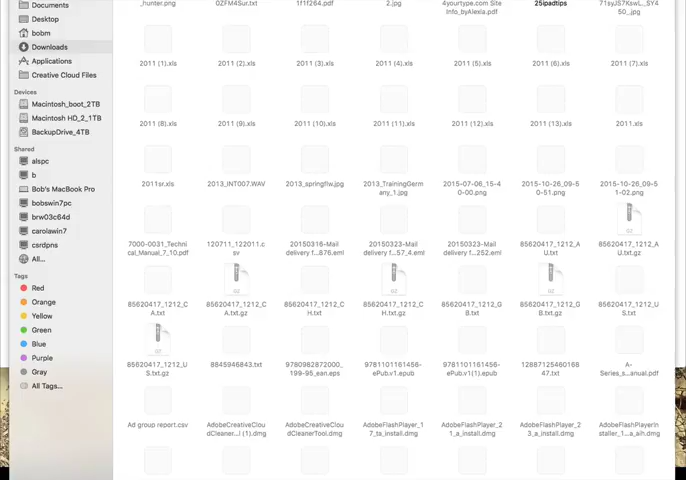 Documents
Desktop
bobm
Downloads
Applications
Creative Cloud Files
Devices
Macintosh_boot_2TB
Macintosh HD_2_1TB
BackupDrive_4TB
Shared
alspc
b
Bob's MacBook Pro
bobswin7pc
brw03c64d
carolawin7
csrdpns
All...
Tags
Red
Orange
Yellow
Green
Blue
Purple
Gray
All Tags...
_hunter.png
0ZFM4Sur.txt
1f1f264.pdf
2.jpg
4yourtype.com Site
Info_byAlexia.pdf
25ipadtips
71syJS7KswL._SY4
50_.jpg
2011 (1).xls
2011 (2).xls
2011 (3).xls
2011 (4).xls
2011 (5).xls
2011 (6).xls
2011 (7).xls
2011 (8).xls
2011 (9).xls
2011 (10).xls
2011 (11).xls
2011 (12).xls
2011 (13).xls
2011.xls
2011sr.xls
2013_INT007.WAV
2013_springflw.jpg
2013_TrainingGerm
any_1.jpg
2015-07-06_15-4
0-00.png
2015-10-26_09-5
0-51.png
2015-10-26_09-5
1-02.png
7000-0031_Techni
cal_Manual_7_10.pdf
120711_122011.c
sv
20150316-Mail
delivery f...876.eml
20150323-Mail
delivery f...57_4.eml
20150323-Mail
delivery f...252.eml
85620417_1212_A
U.txt
85620417_1212_A
U.txt.gz
85620417_1212_C
A.txt
85620417_1212_C
A.txt.gz
85620417_1212_C
H.txt
85620417_1212_C
H.txt.gz
85620417_1212_G
B.txt
85620417_1212_G
B.txt.gz
85620417_1212_U
S.txt
85620417_1212_U
S.txt.gz
8845946843.txt
9780982872000_
199-95_ean.eps
9781101161456-
ePub.v1.epub
9781101161456-
ePub.v1(1).epub
12887125460168
47.txt
A-
Series_s...anual.pdf
Ad group report.csv
AdobeCreativeClou
dCleaner...l (1).dmg
AdobeCreativeClou
dCleanerTool.dmg
AdobeFlashPlayer_1
7_ta_install.dmg
AdobeFlashPlayer_2
1_a_install.dmg
AdobeFlashPlayer_2
3_a_install.dmg
AdobeFlashPlayerIn
staller_1...a_aih.dmg